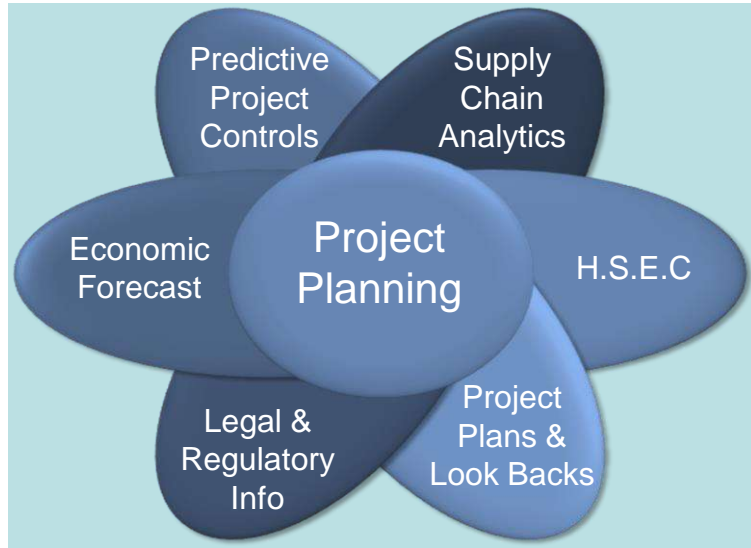 Predictive
Project
Controls
Supply
Chain
Analytics
Economic
Forecast
Project
Planning
H.S.E.C
Legal &
Regulatory
Info
Project
Plans &
Look Backs